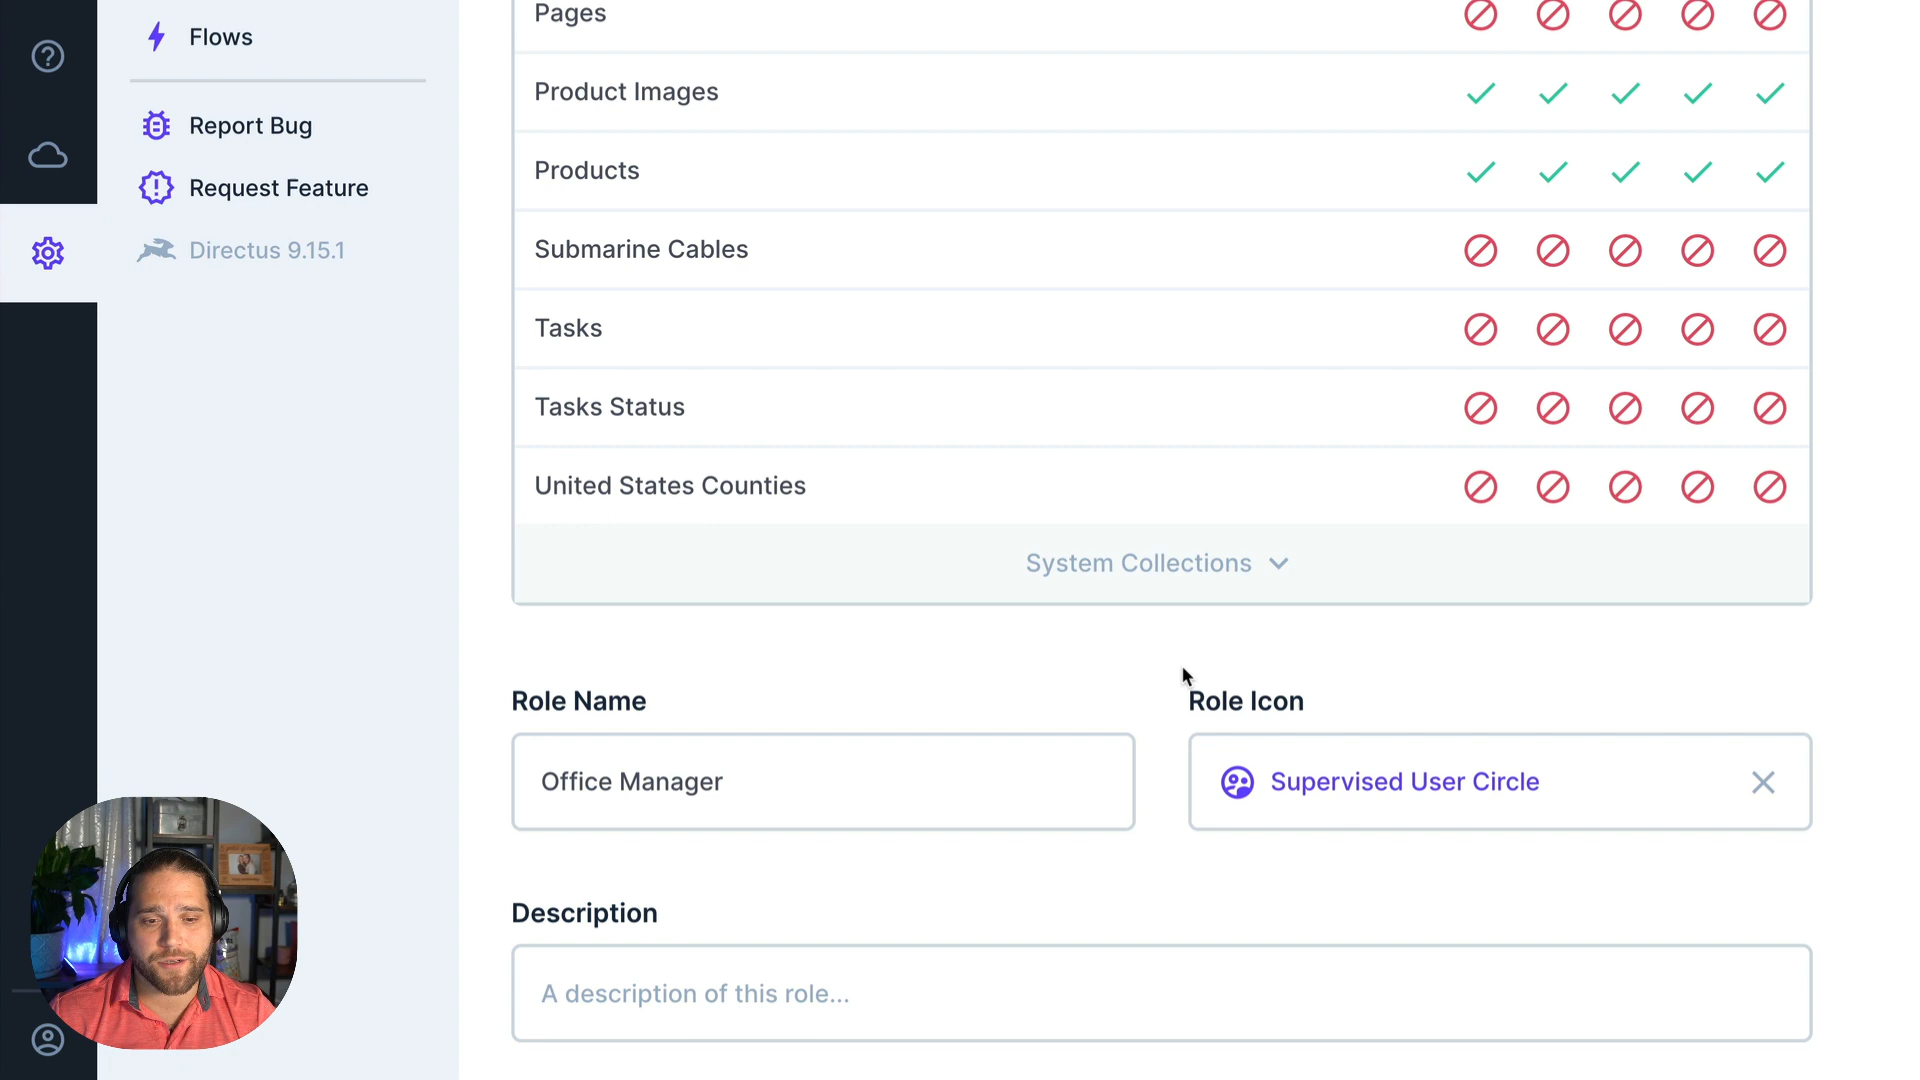 Flows
Report Bug
Request Feature
Directus 9.15.1
Pages
Product Images
Products
Submarine Cables
Tasks
Tasks Status
United States Counties
System Collections
Role Name
Role Icon
Office Manager
Supervised User Circle
Description
A description of this role...